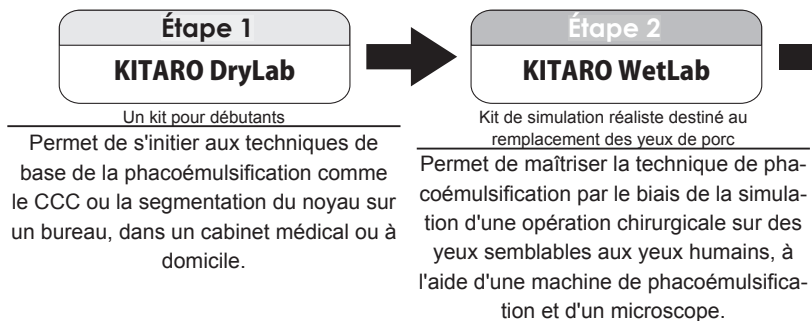 Étape 1
KITARO DryLab
Un kit pour débutants
Permet de s'initier aux techniques de
base de la phacoémulsification comme
le CCC ou la segmentation du noyau sur
un bureau, dans un cabinet médical ou à
domicile.
Étape 2
KITARO WetLab
Kit de simulation réaliste destiné au
remplacement des yeux de porc
Permet de maîtriser la technique de pha-
coémulsification par le biais de la simula-
tion d'une opération chirurgicale sur des
yeux semblables aux yeux humains, à
l'aide d'une machine de phacoémulsifica-
tion et d'un microscope.